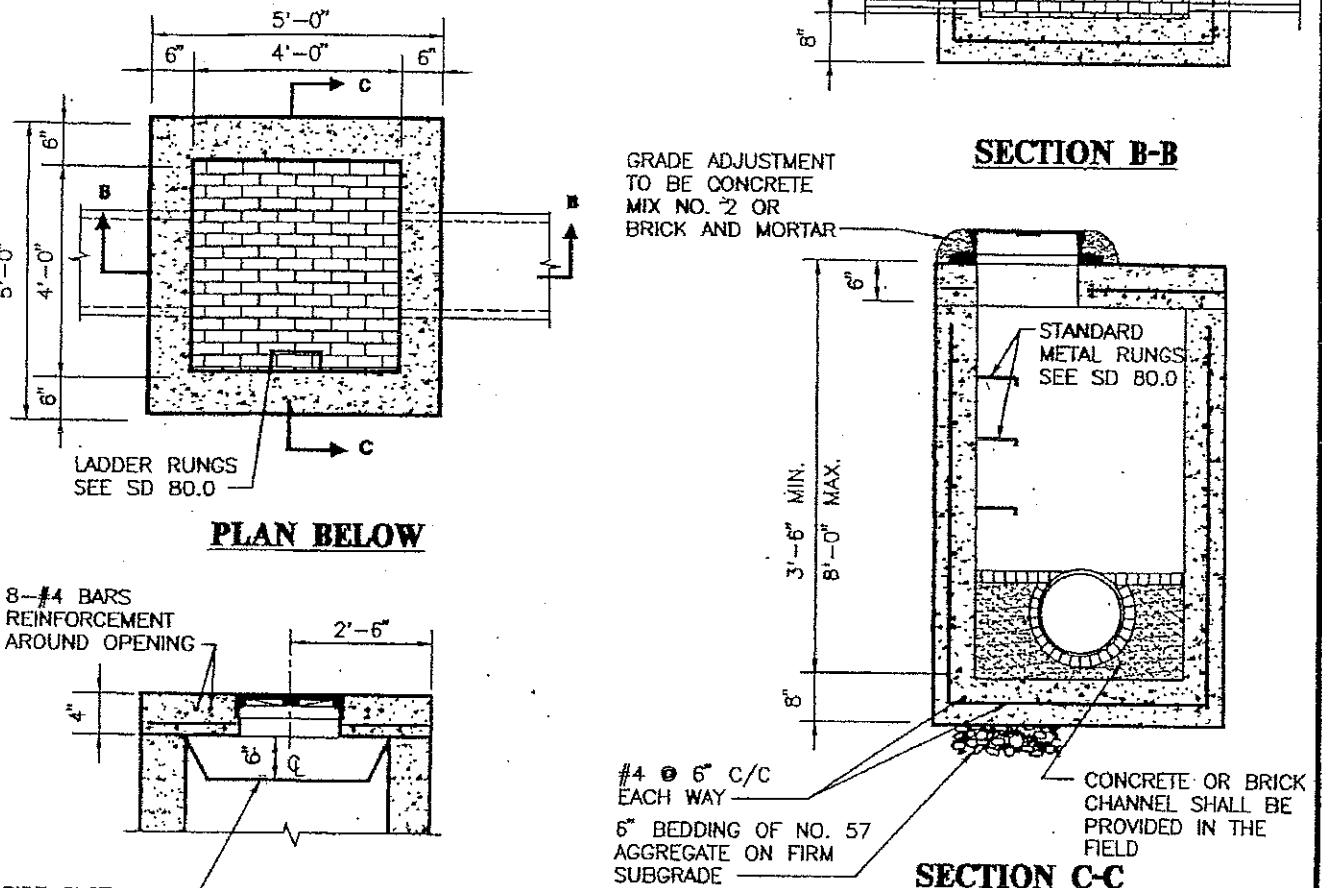 5'-0"
6" 4'-0" 6"
C
6"
B
B
5'-0"
4'-0"
6"
C
LADDER RUNGS
SEE SD 80.0
PLAN BELOW
8-#4 BARS
REINFORCEMENT
AROUND OPENING
2'-6"
4"
6"
8"
SECTION B-B
GRADE ADJUSTMENT
TO BE CONCRETE
MIX NO. 2 OR
BRICK AND MORTAR
6"
STANDARD
METAL RUNGS
SEE SD 80.0
3'-6" MIN.
8'-0" MAX.
8"
#4 @ 6" C/C
EACH WAY
6" BEDDING OF NO. 57
AGGREGATE ON FIRM
SUBGRADE
CONCRETE OR BRICK
CHANNEL SHALL BE
PROVIDED IN THE
FIELD
SECTION C-C